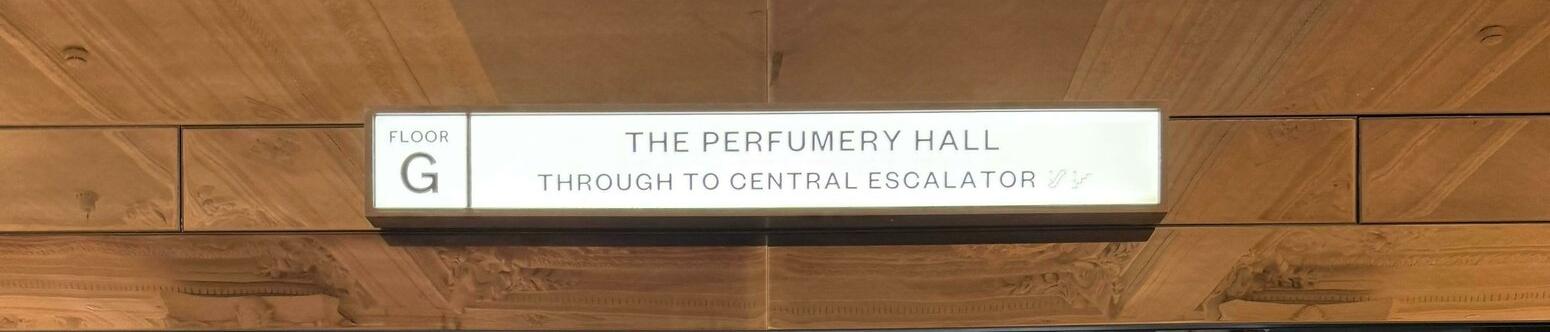 FLOOR
G
THE PERFUMERY HALL
THROUGH TO CENTRAL ESCALATOR